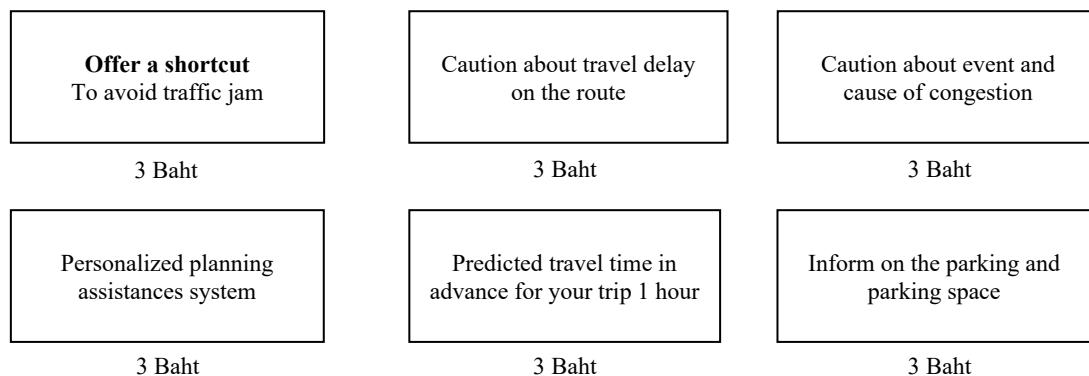 Offer a shortcut
To avoid traffic jam
3 Baht
Caution about travel delay
on the route
3 Baht
Caution about event and
cause of congestion
3 Baht
Personalized planning
assistances system
3 Baht
Predicted travel time in
advance for your trip 1 hour
3 Baht
Inform on the parking and
parking space
3 Baht